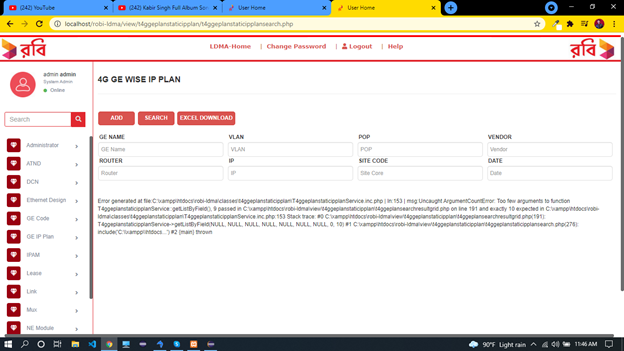 (242) YouTube
(242) Kabir Singh Full Album So
User Home
User Home
localhost/robi-ldma/view/t4ggeplanstaticipplan/t4ggeplanstaticipplansearch.php
রবি
LDMA-Home | Change Password | Logout | Help
রবি
admin admin
System Admin
Online
4G GE WISE IP PLAN
Search
ADD SEARCH EXCEL DOWNLOAD
GE NAME VLAN POP VENDOR
GE Name VLAN POP Vendor
ROUTER IP SITE CODE DATE
Router IP Site Core Date
Administrator
ATND
DCN
Ethernet Design
GE Code
GE IP Plan
IPAM
Lease
Link
Mux
NE Module
Error generated at file:C:\xampp\htdocs\robi-ldma\classes\t4ggeplanstaticipplan\T4ggeplanstaticipplanService.inc.php | ln:153 | msg:Uncaught ArgumentCountError: Too few arguments to function
T4ggeplanstaticipplanService::getListByField(), 9 passed in C:\xampp\htdocs\robi-ldma\view\t4ggeplanstaticipplan\t4ggeplansearchresultgrid.php on line 191 and exactly 10 expected in C:\xampp\htdocs\robi-
ldma\classes\t4ggeplanstaticipplan\T4ggeplanstaticipplanService.inc.php:153 Stack trace: #0 C:\xampp\htdocs\robi-ldma\view\t4ggeplanstaticipplan\t4ggeplansearchresultgrid.php(191):
T4ggeplanstaticipplanService->getListByField(NULL, NULL, NULL, NULL, NULL, NULL, NULL, 0, 10) #1 C:\xampp\htdocs\robi-ldma\view\t4ggeplanstaticipplan\t4ggeplanstaticipplansearch.php(276):
include('C:\\xampp\\htdocs...') #2 {main} thrown
90°F Light rain
11:46 AM